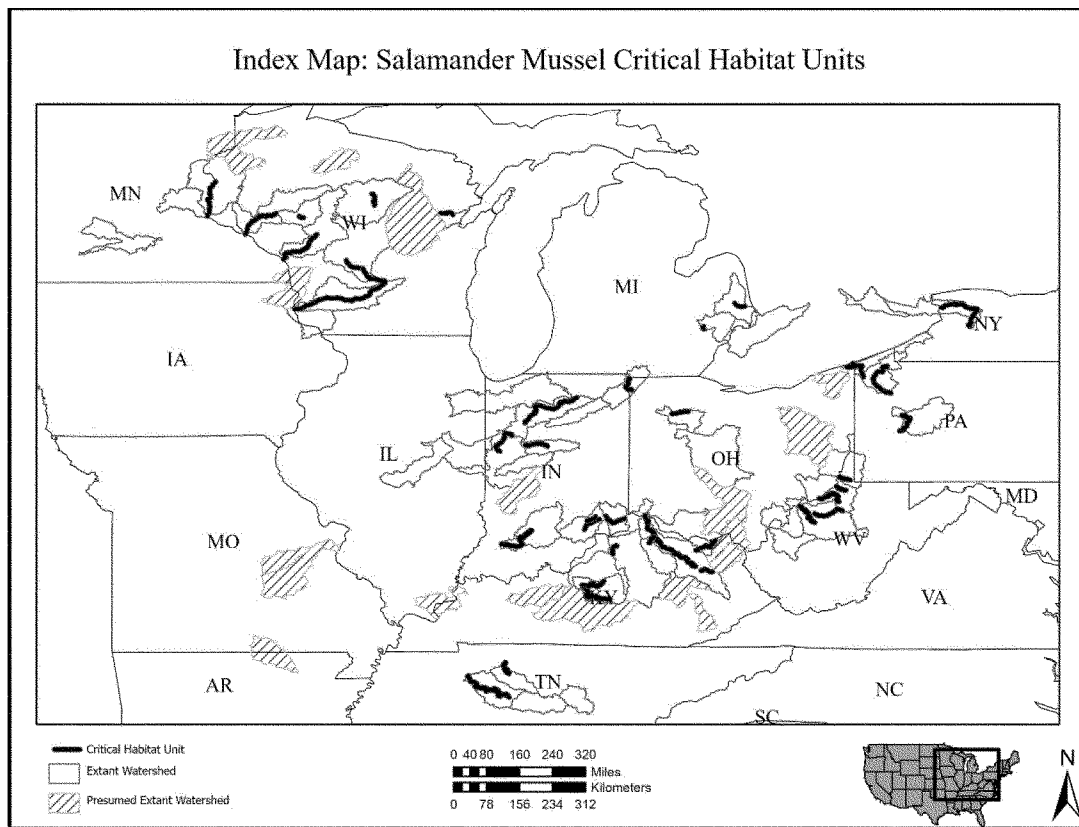 Index Map: Salamander Mussel Critical Habitat Units
MN
WI
MI
NY
IA
PA
IL
IN
OH
MD
MO
WV
KY
VA
AR
TN
NC
SC
Critical Habitat Unit
Extant Watershed
Presumed Extant Watershed
0 40 80 160 240 320
Miles
Kilometers
0 78 156 234 312
N